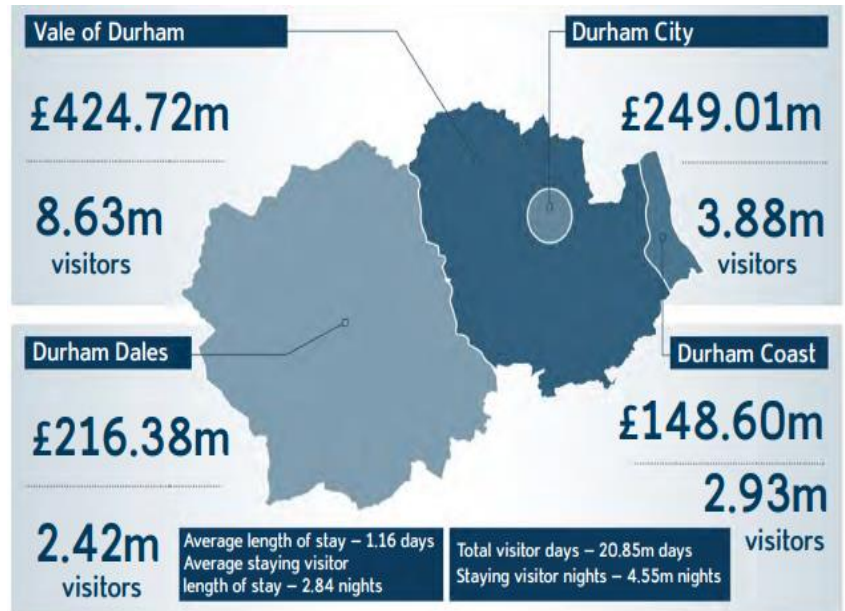 Vale of Durham
£424.72m
8.63m
visitors
Durham City
£249.01m
3.88m
visitors
Durham Dales
£216.38m
2.42m
visitors
Durham Coast
£148.60m
2.93m
visitors
Average length of stay – 1.16 days
Average staying visitor
length of stay – 2.84 nights
Total visitor days – 20.85m days
Staying visitor nights – 4.55m nights